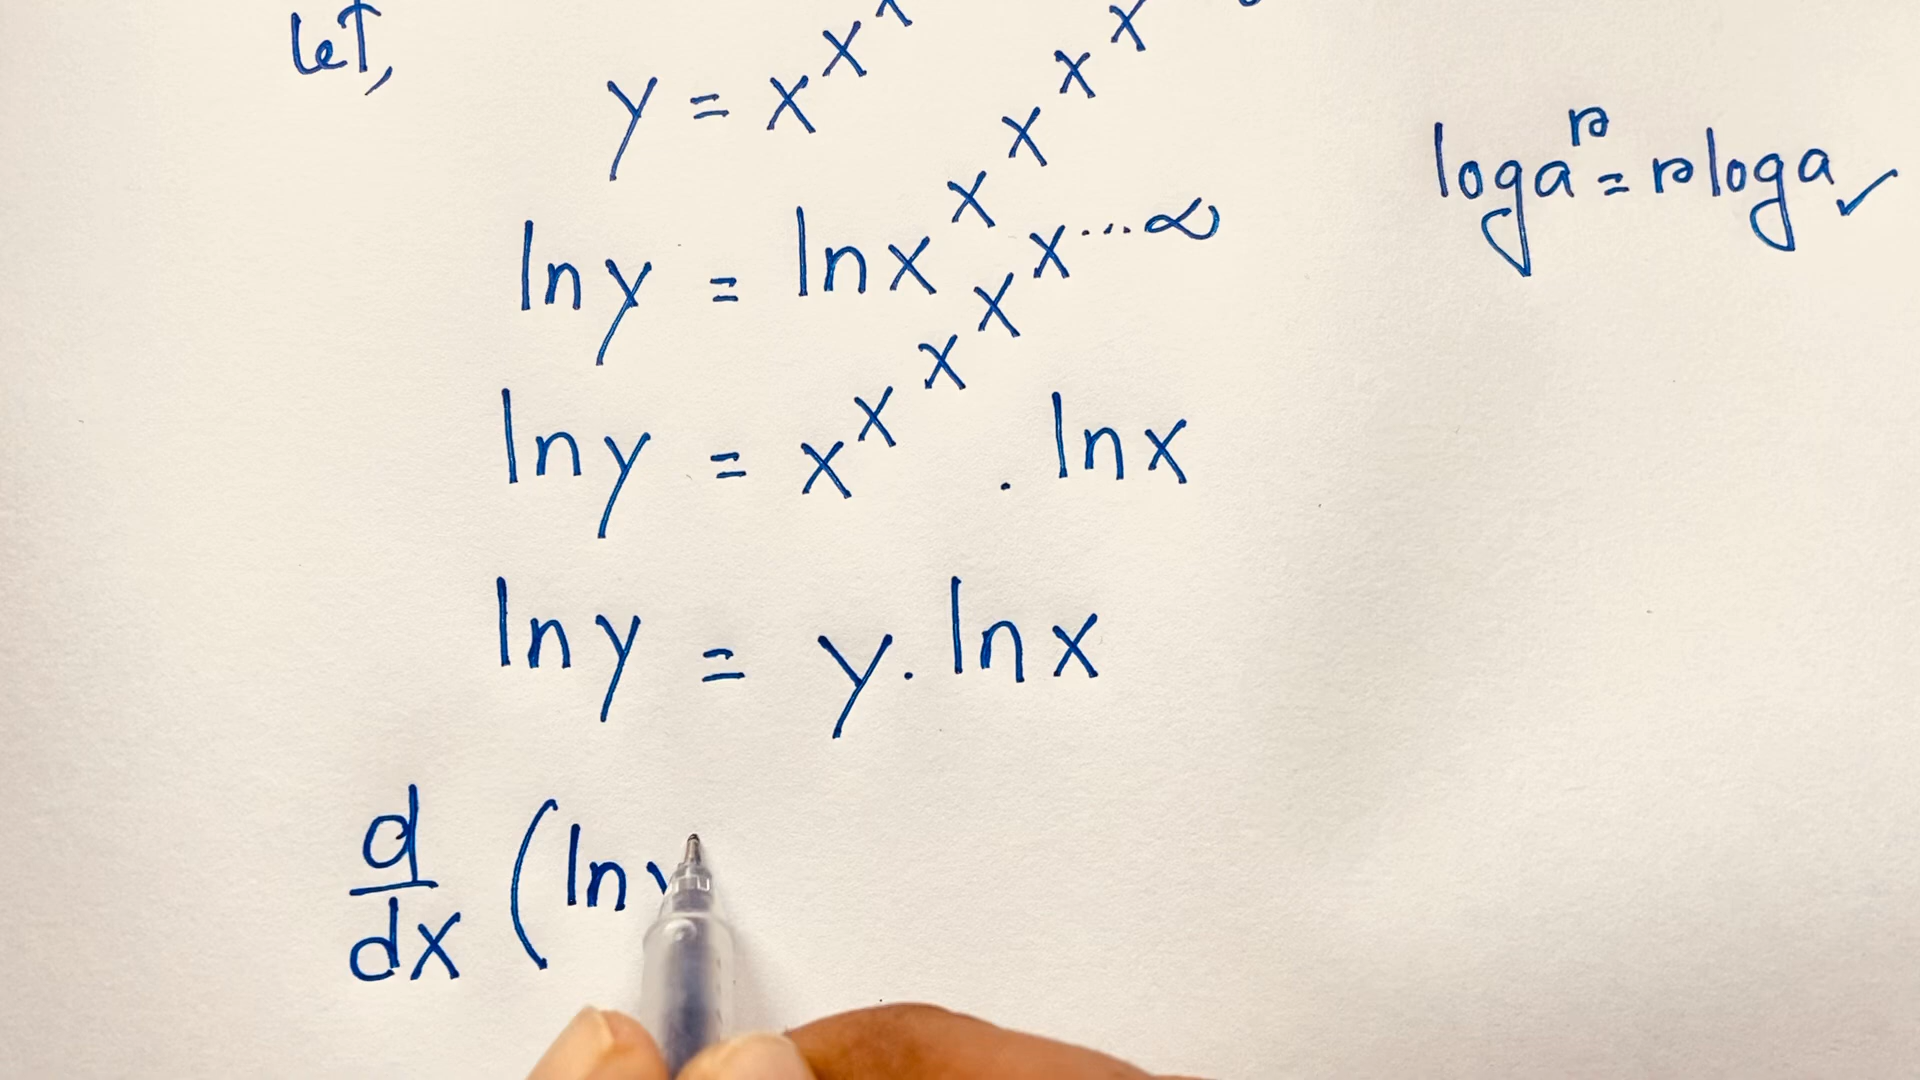 let,
y = x^x^x
ln y = ln x^x^x^x^x
ln y = x^x^x^x^x...∞ . ln x
ln y = y . ln x
d/dx (ln y
log a^n = n log a ✓